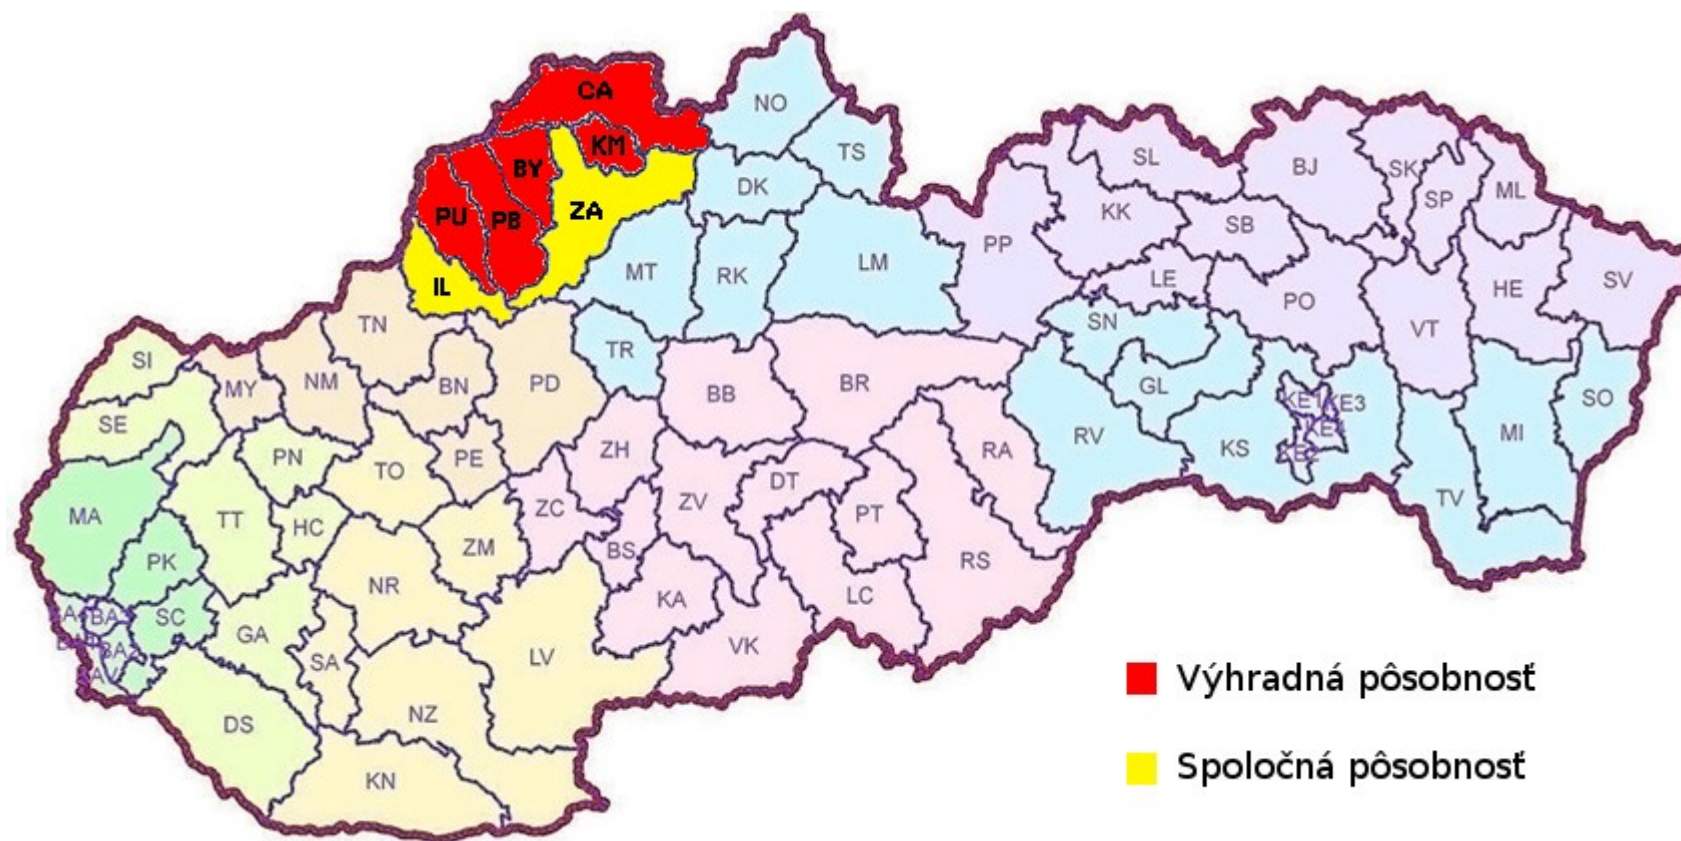 CA
NO
KM
TS
SL
BJ
SK
BY
DK
SP
ML
PU
PB
ZA
KK
SB
PP
MT
RK
LM
LE
PO
HE
SV
IL
TN
SN
VT
SI
TR
MY
NM
BN
PD
BB
BR
GL
KE1
KE3
SO
SE
PN
TO
PE
ZH
RA
RV
KS
MI
MA
TT
HC
ZM
ZC
ZV
DT
PT
TV
PK
NR
BS
RS
KA
LC
SC
GA
SA
LV
VK
DS
NZ
KN
Výhradná pôsobnosť
Spoločná pôsobnosť